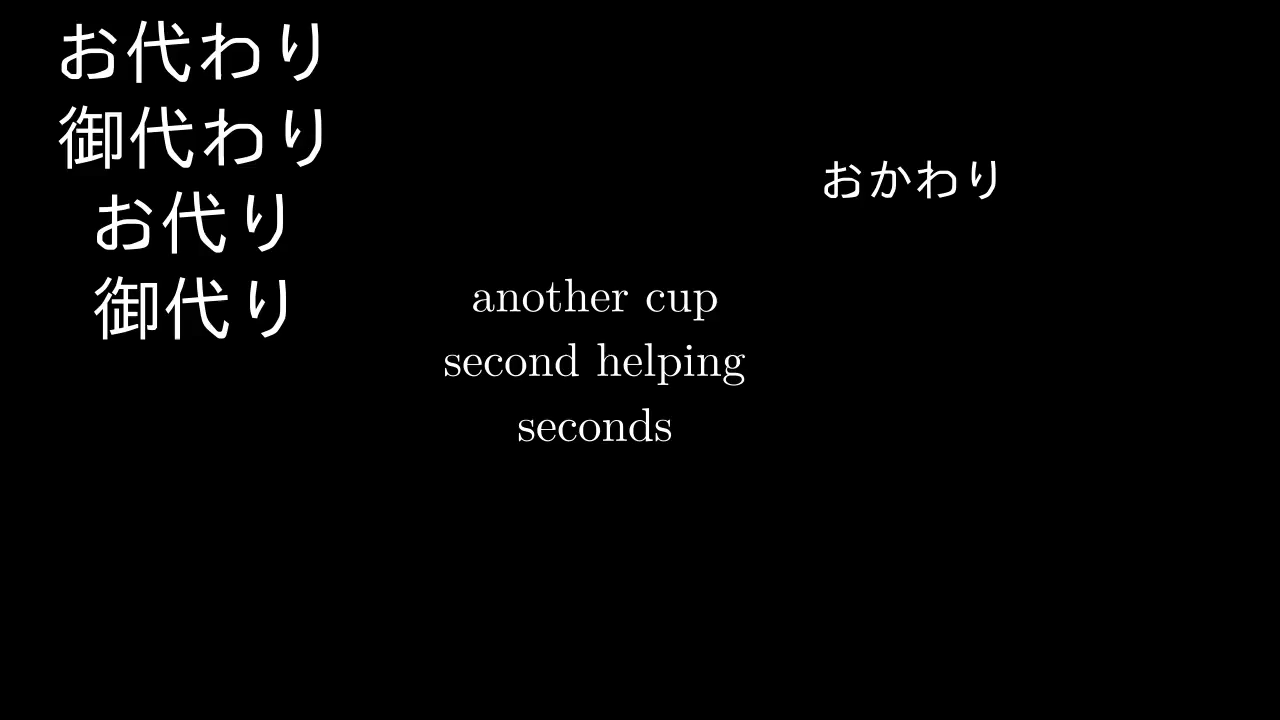 お代わり
御代わり
お代り
御代り
おかわり
another cup
second helping
seconds